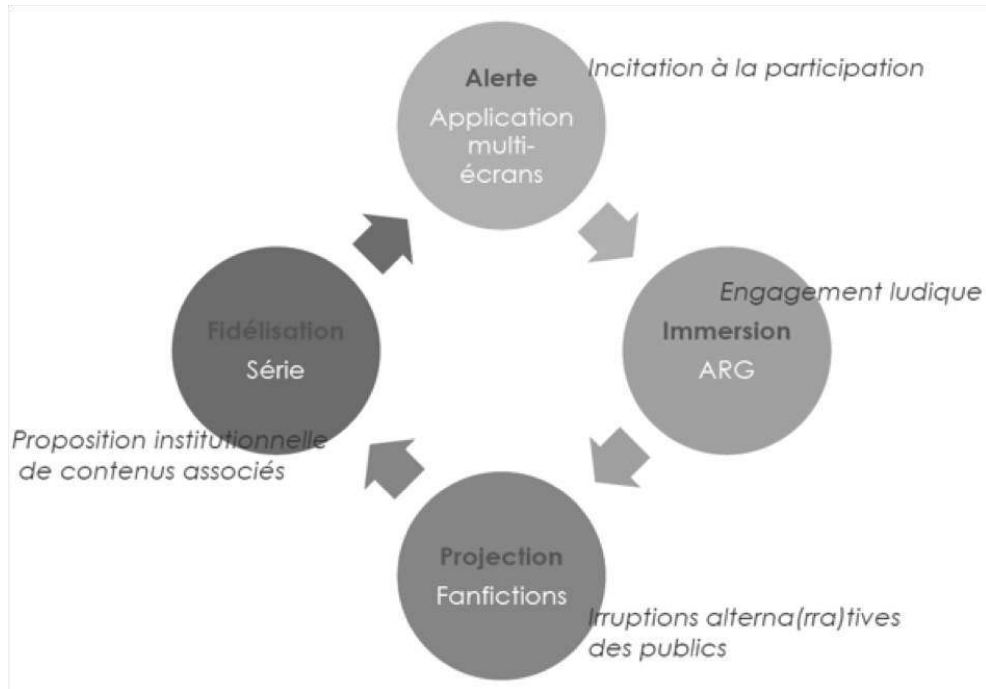 Alerte
Application
multi-
écrans
Incitation à la participation
Engagement ludique
Immersion
ARG
Projection
Fanfictions
Irruptions alterna(rra)tives
des publics
Fidélisation
Série
Proposition institutionnelle
de contenus associés